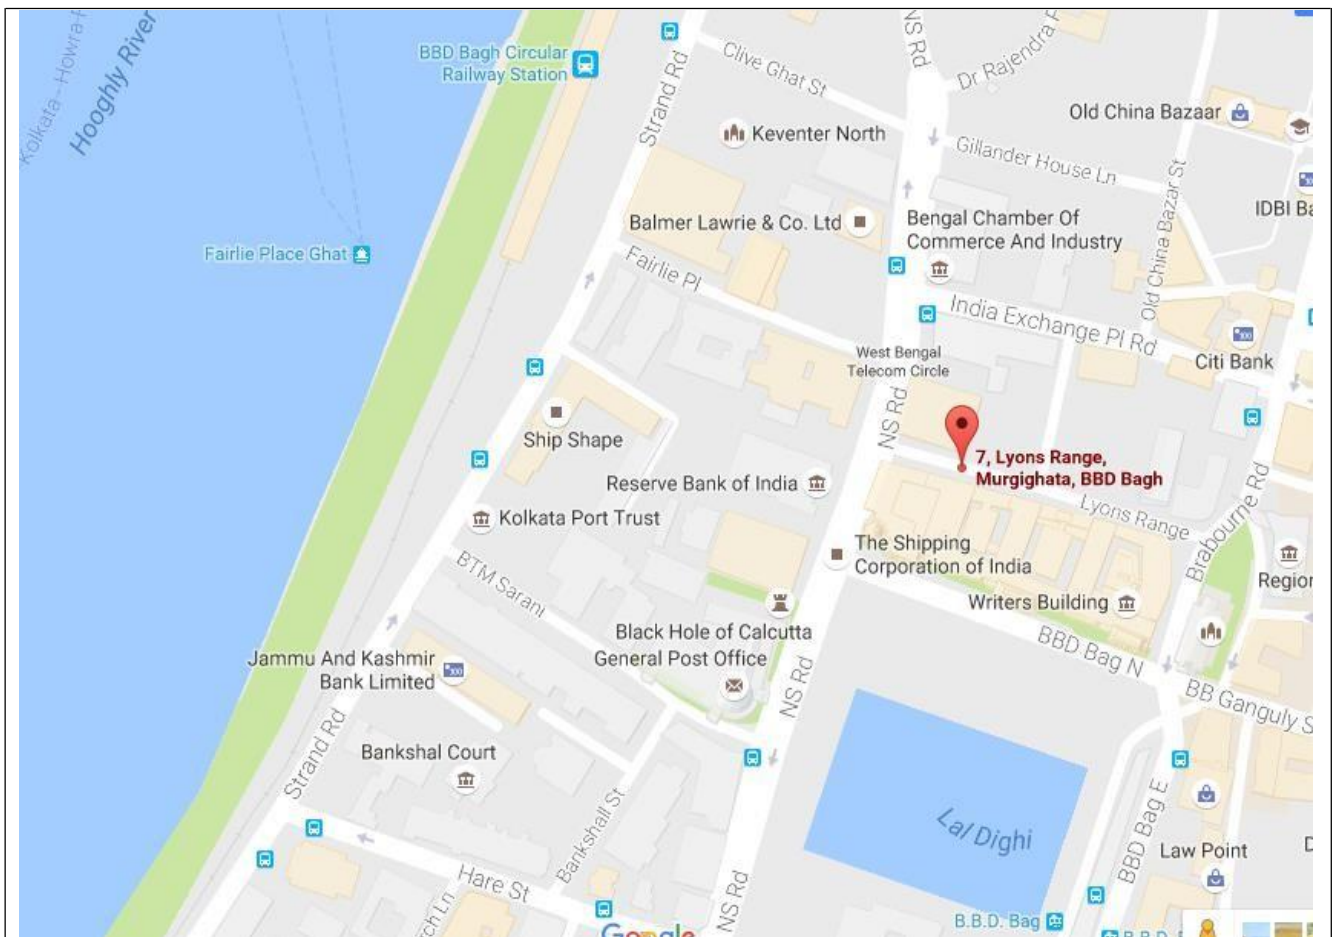 Kolkata - Howra
Hooghly River
BBD Bagh Circular
Railway Station
Strand Rd
Clive Ghat St
NS Rd
Dr Rajendra
Old China Bazaar
Keventer North
Gillander House Ln
Old China Bazar St
IDBI Ba
Balmer Lawrie & Co. Ltd
Bengal Chamber Of
Commerce And Industry
Fairlie Place Ghat
Fairlie Pl
India Exchange Pl Rd
West Bengal
Telecom Circle
Citi Bank
100
NS Rd
Ship Shape
7, Lyons Range,
Murgighata, BBD Bagh
Reserve Bank of India
Lyons Range
Brabourne Rd
Kolkata Port Trust
The Shipping
Corporation of India
Region
BTM Sarani
Writers Building
Black Hole of Calcutta
General Post Office
BBD Bag N
Jammu And Kashmir
Bank Limited
100
NS Rd
BB Ganguly S
Strand Rd
Bankshal Court
Bankshall St
Lal Dighi
BBD Bag E
Law Point
Hare St
rch Ln
NS Rd
Google
B.B.D. Bag